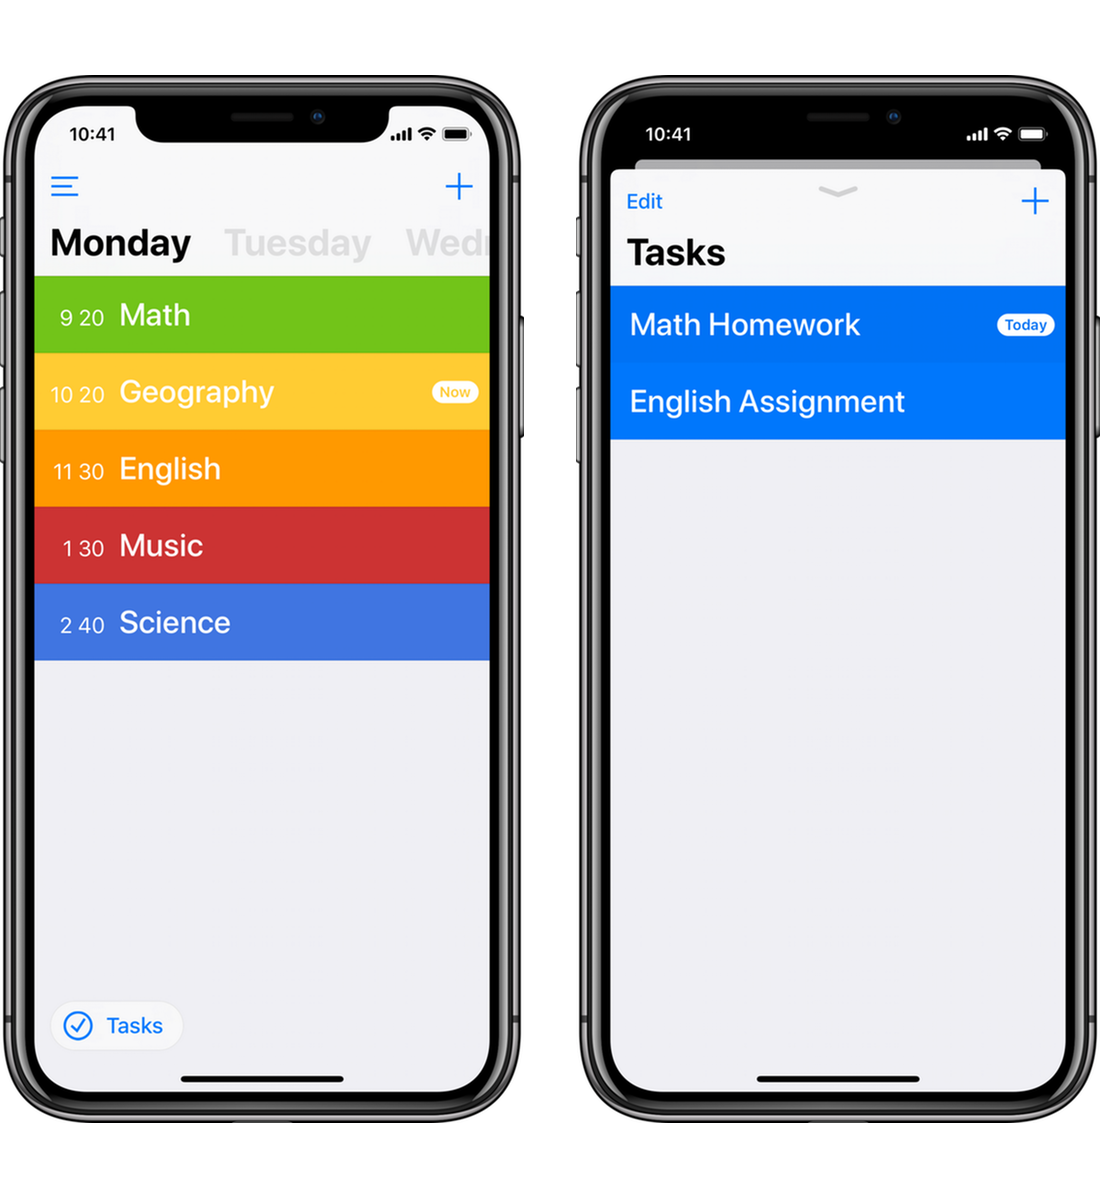 10:41
Monday Tuesday Wedn
9 20 Math
10 20 Geography Now
11 30 English
1 30 Music
2 40 Science
Tasks
10:41
Edit
Tasks
Math Homework Today
English Assignment